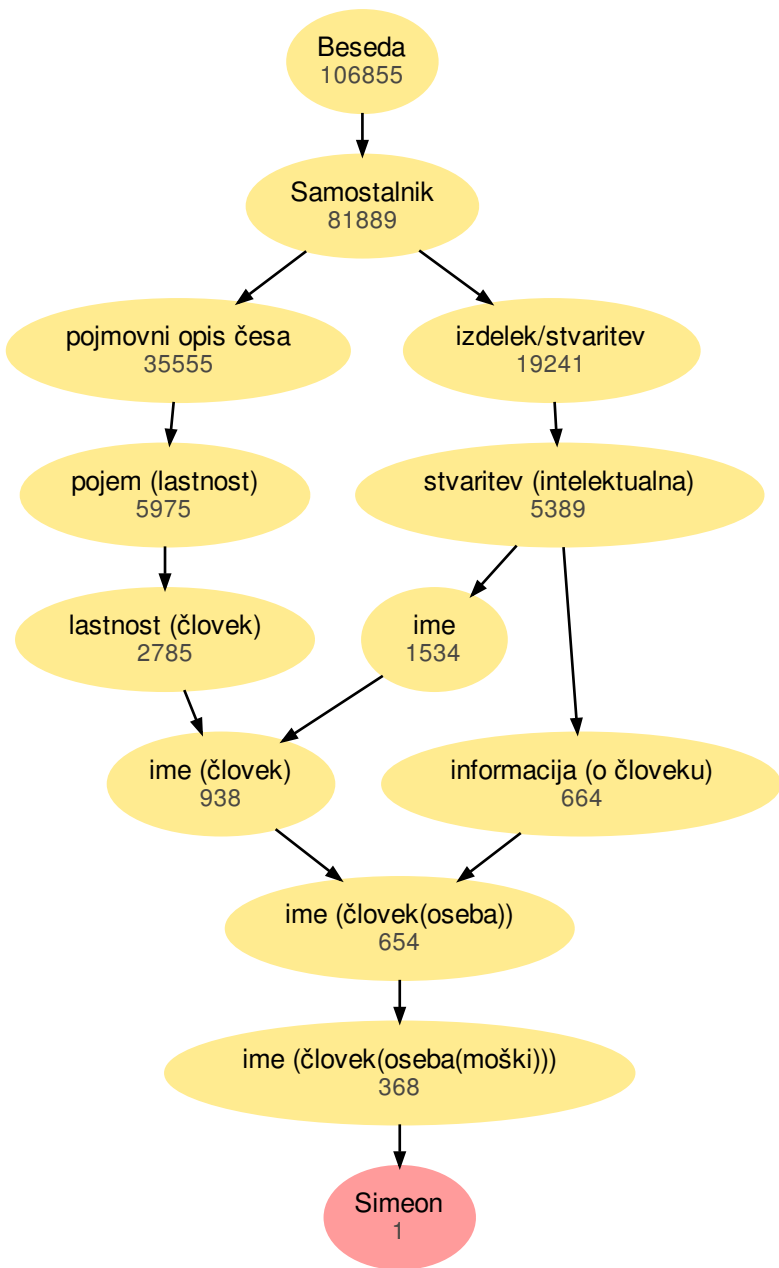 Beseda
106855
Samostalnik
81889
pojmovni opis česa
35555
izdelek/stvaritev
19241
pojem (lastnost)
5975
stvaritev (intelektualna)
5389
lastnost (človek)
2785
ime
1534
ime (človek)
938
informacija (o človeku)
664
ime (človek(oseba))
654
ime (človek(oseba(moški)))
368
Simeon
1